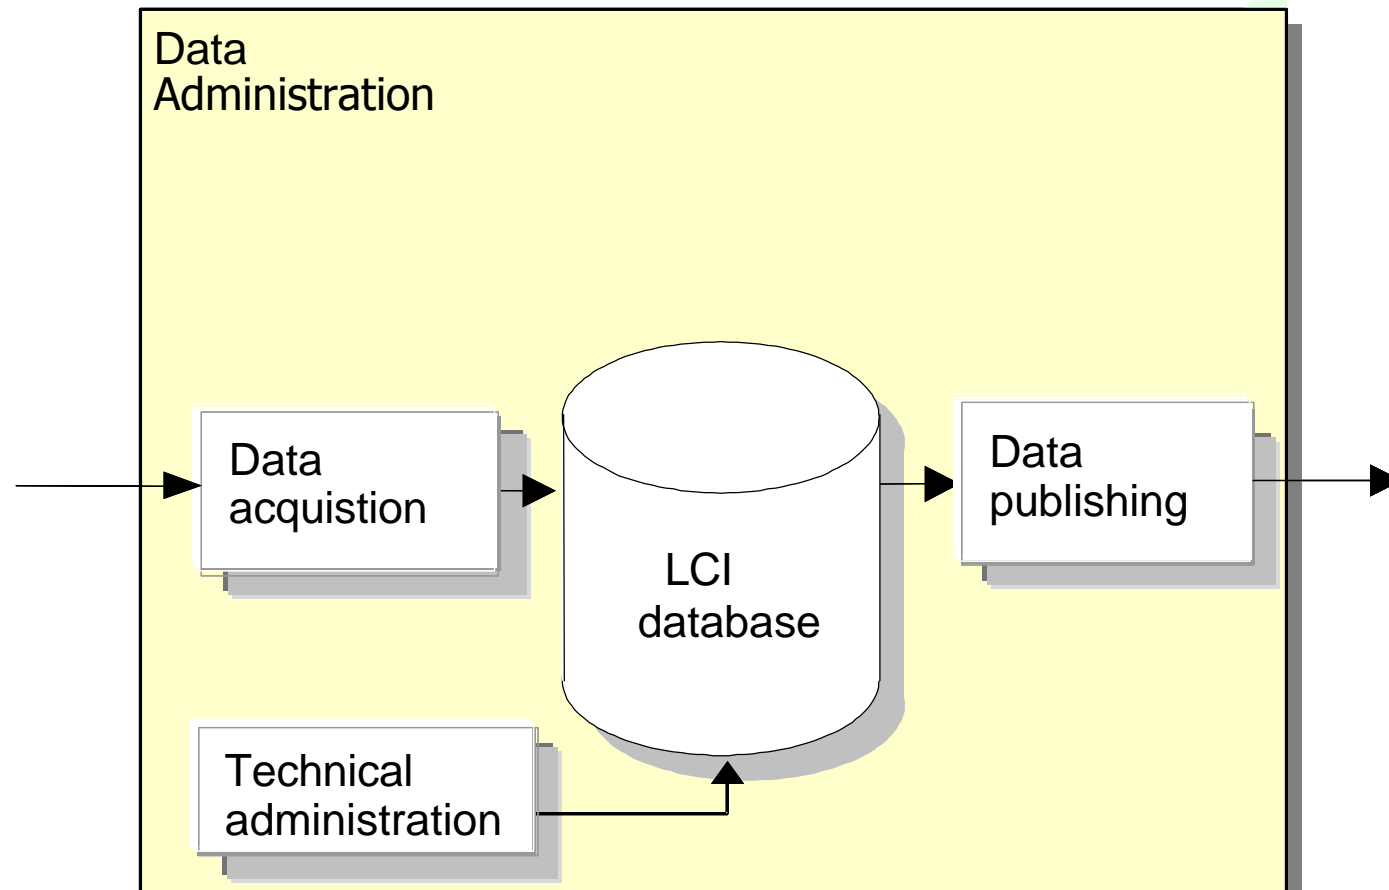 Data
Administration
Data
acquistion
LCI
database
Data
publishing
Technical
administration